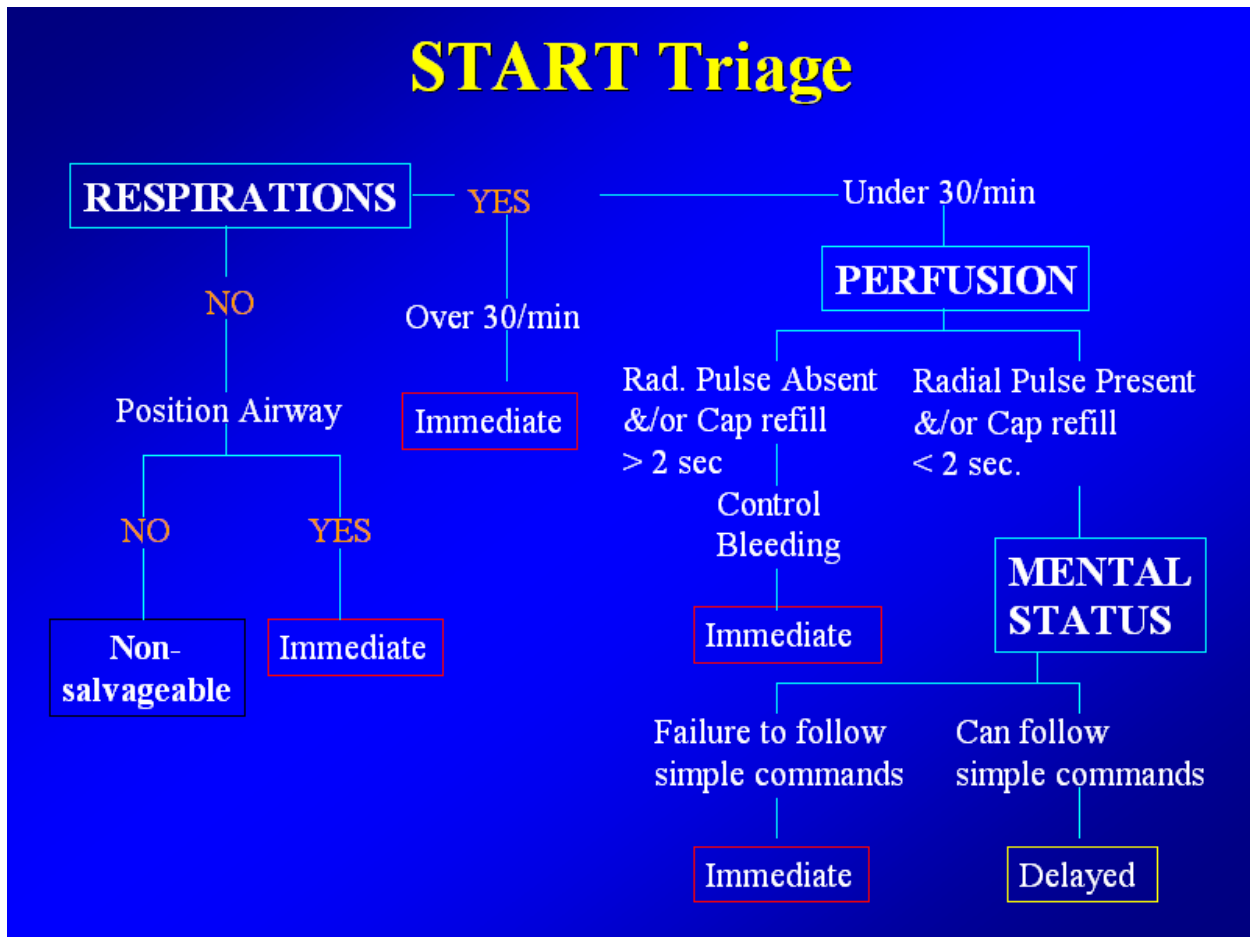 START Triage
RESPIRATIONS
YES
Under 30/min
NO
Over 30/min
PERFUSION
Position Airway
Immediate
Rad. Pulse Absent
&/or Cap refill
> 2 sec
Radial Pulse Present
&/or Cap refill
< 2 sec.
NO
YES
Control
Bleeding
MENTAL
STATUS
Non-
salvageable
Immediate
Immediate
Failure to follow
simple commands
Can follow
simple commands
Immediate
Delayed